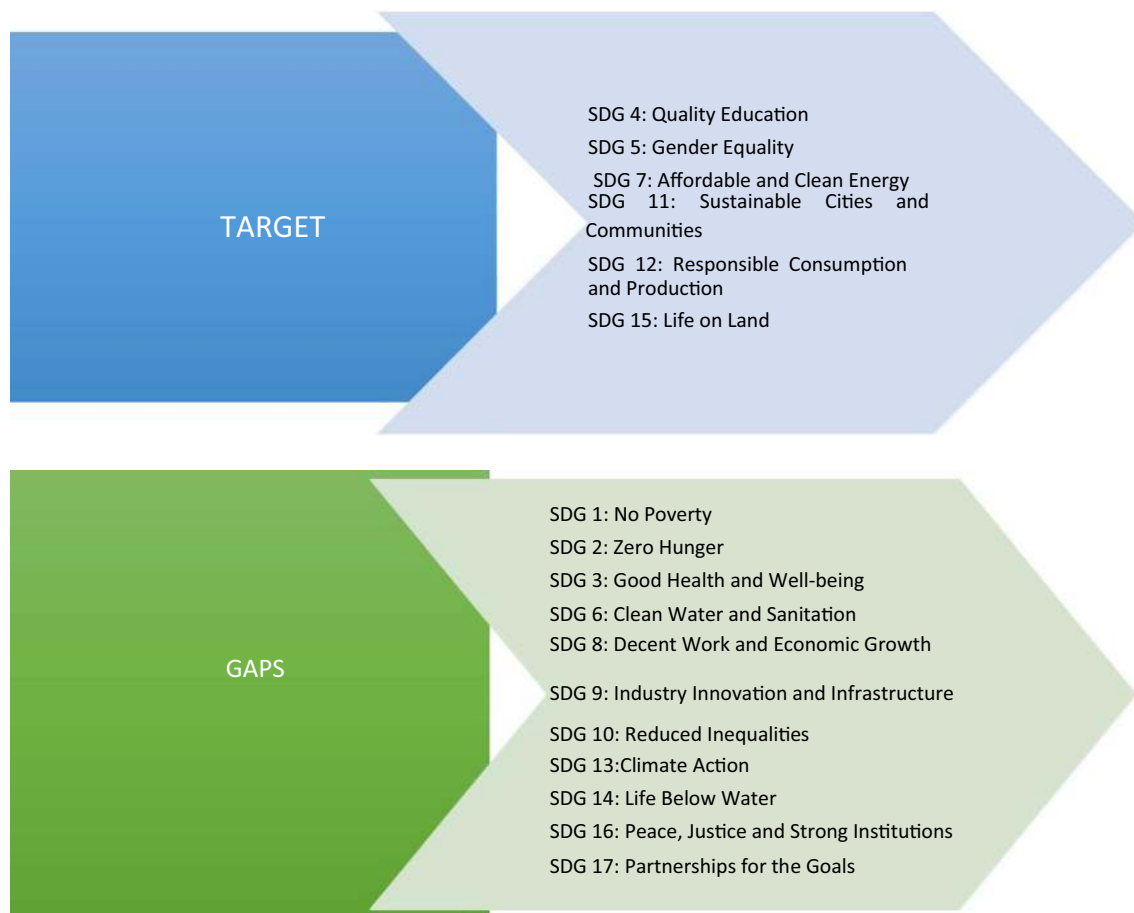 TARGET
SDG 4: Quality Education
SDG 5: Gender Equality
SDG 7: Affordable and Clean Energy
SDG 11: Sustainable Cities and
Communities
SDG 12: Responsible Consumption
and Production
SDG 15: Life on Land
GAPS
SDG 1: No Poverty
SDG 2: Zero Hunger
SDG 3: Good Health and Well-being
SDG 6: Clean Water and Sanitation
SDG 8: Decent Work and Economic Growth
SDG 9: Industry Innovation and Infrastructure
SDG 10: Reduced Inequalities
SDG 13:Climate Action
SDG 14: Life Below Water
SDG 16: Peace, Justice and Strong Institutions
SDG 17: Partnerships for the Goals